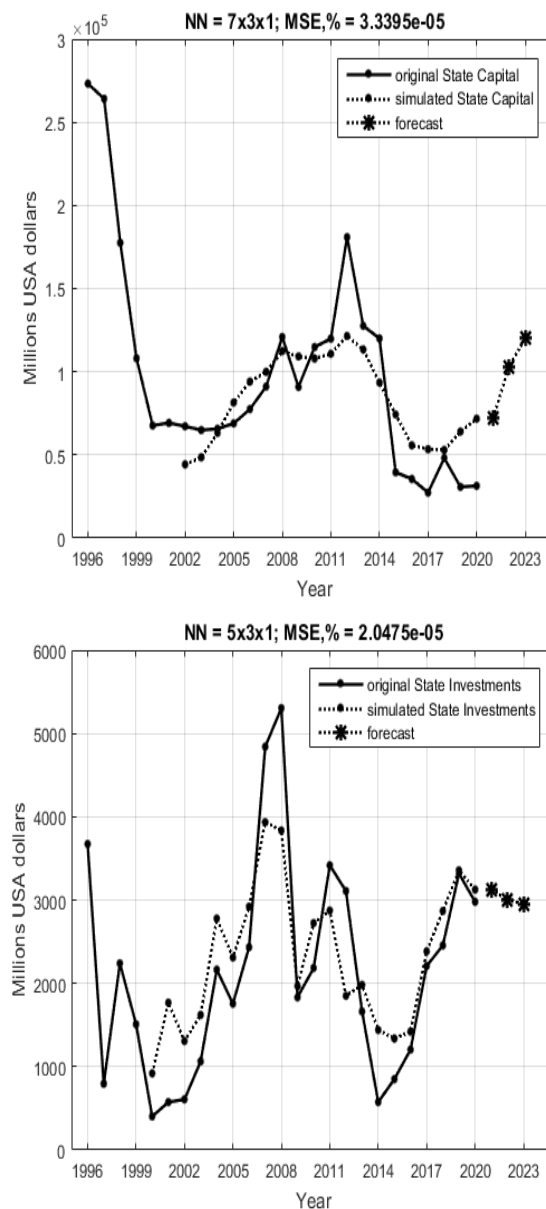 NN = 7x3x1; MSE,% = 3.3395e-05
×10⁵
3
2.5
2
1.5
1
0.5
0
Millions USA dollars
original State Capital
simulated State Capital
forecast
1996 1999 2002 2005 2008 2011 2014 2017 2020 2023
Year
NN = 5x3x1; MSE,% = 2.0475e-05
6000
5000
4000
3000
2000
1000
0
Millions USA dollars
original State Investments
simulated State Investments
forecast
1996 1999 2002 2005 2008 2011 2014 2017 2020 2023
Year